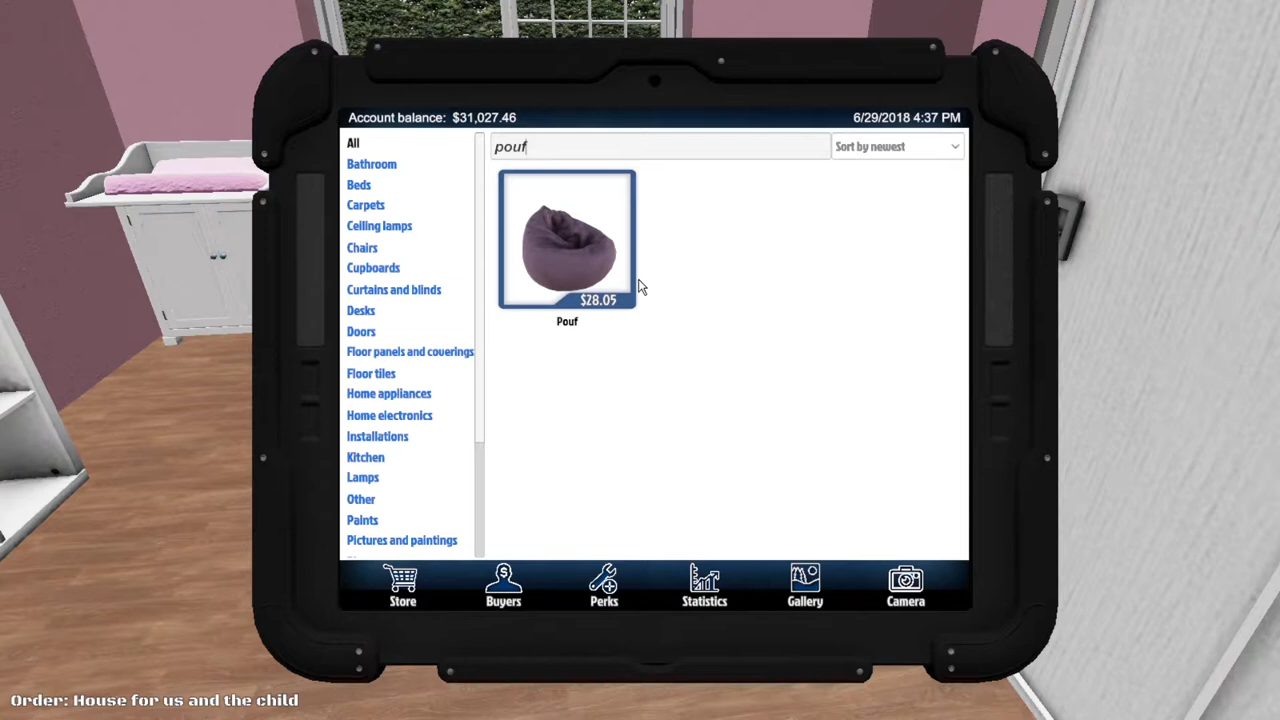 Account balance: $31,027.46
6/29/2018 4:37 PM
All
Bathroom
Beds
Carpets
Ceiling lamps
Chairs
Cupboards
Curtains and blinds
Desks
Doors
Floor panels and couerings
Floor tiles
Home appliances
Home electronics
Installations
Kitchen
Lamps
Other
Paints
Pictures and paintings
pouf
Sort by newest
$28.05
Pouf
Store
Buyers
Perks
Statistics
Gallery
Camera
Order: House for us and the child